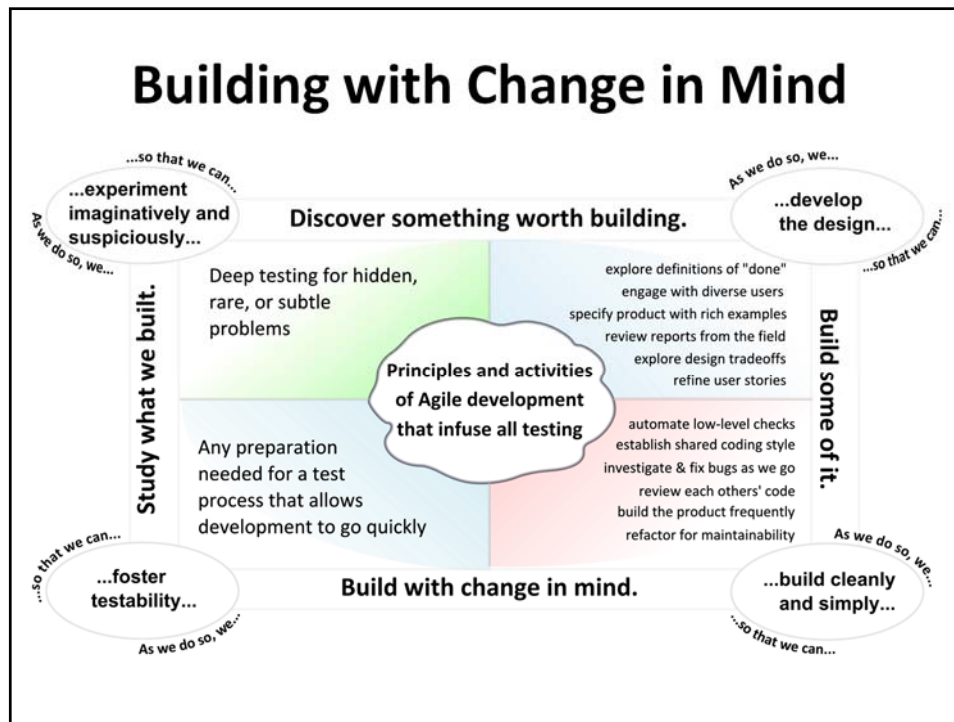 Building with Change in Mind
...so that we can...
...experiment
imaginatively and
suspiciously...
As we do so, we...
Discover something worth building.
As we do so, we...
...develop
the design...
...so that we can...
Study what we built.
Deep testing for hidden,
rare, or subtle
problems
explore definitions of "done"
engage with diverse users
specify product with rich examples
review reports from the field
explore design tradeoffs
refine user stories
Build some of it.
Principles and activities
of Agile development
that infuse all testing
Any preparation
needed for a test
process that allows
development to go quickly
automate low-level checks
establish shared coding style
investigate & fix bugs as we go
review each others' code
build the product frequently
refactor for maintainability
...so that we can...
...foster
testability...
As we do so, we...
Build with change in mind.
As we do so, we...
...build cleanly
and simply...
...so that we can...